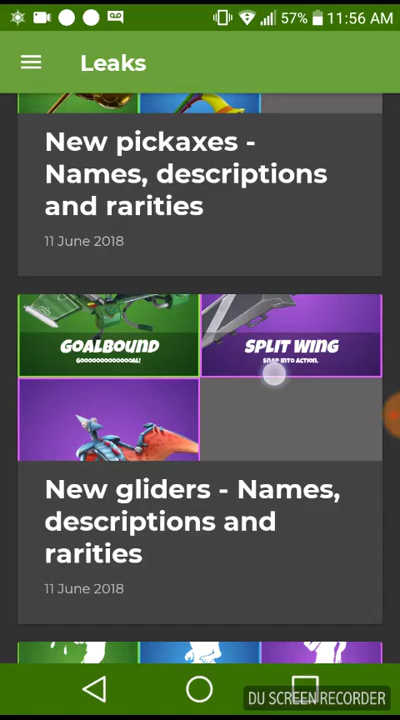 57% 11:56 AM
Leaks
New pickaxes -
Names, descriptions
and rarities
11 June 2018
GOALBOUND
GOOOOOOOOOOOAL!
SPLIT WING
SNAP INTO ACTION.
New gliders - Names,
descriptions and
rarities
11 June 2018
DU SCREEN RECORDER